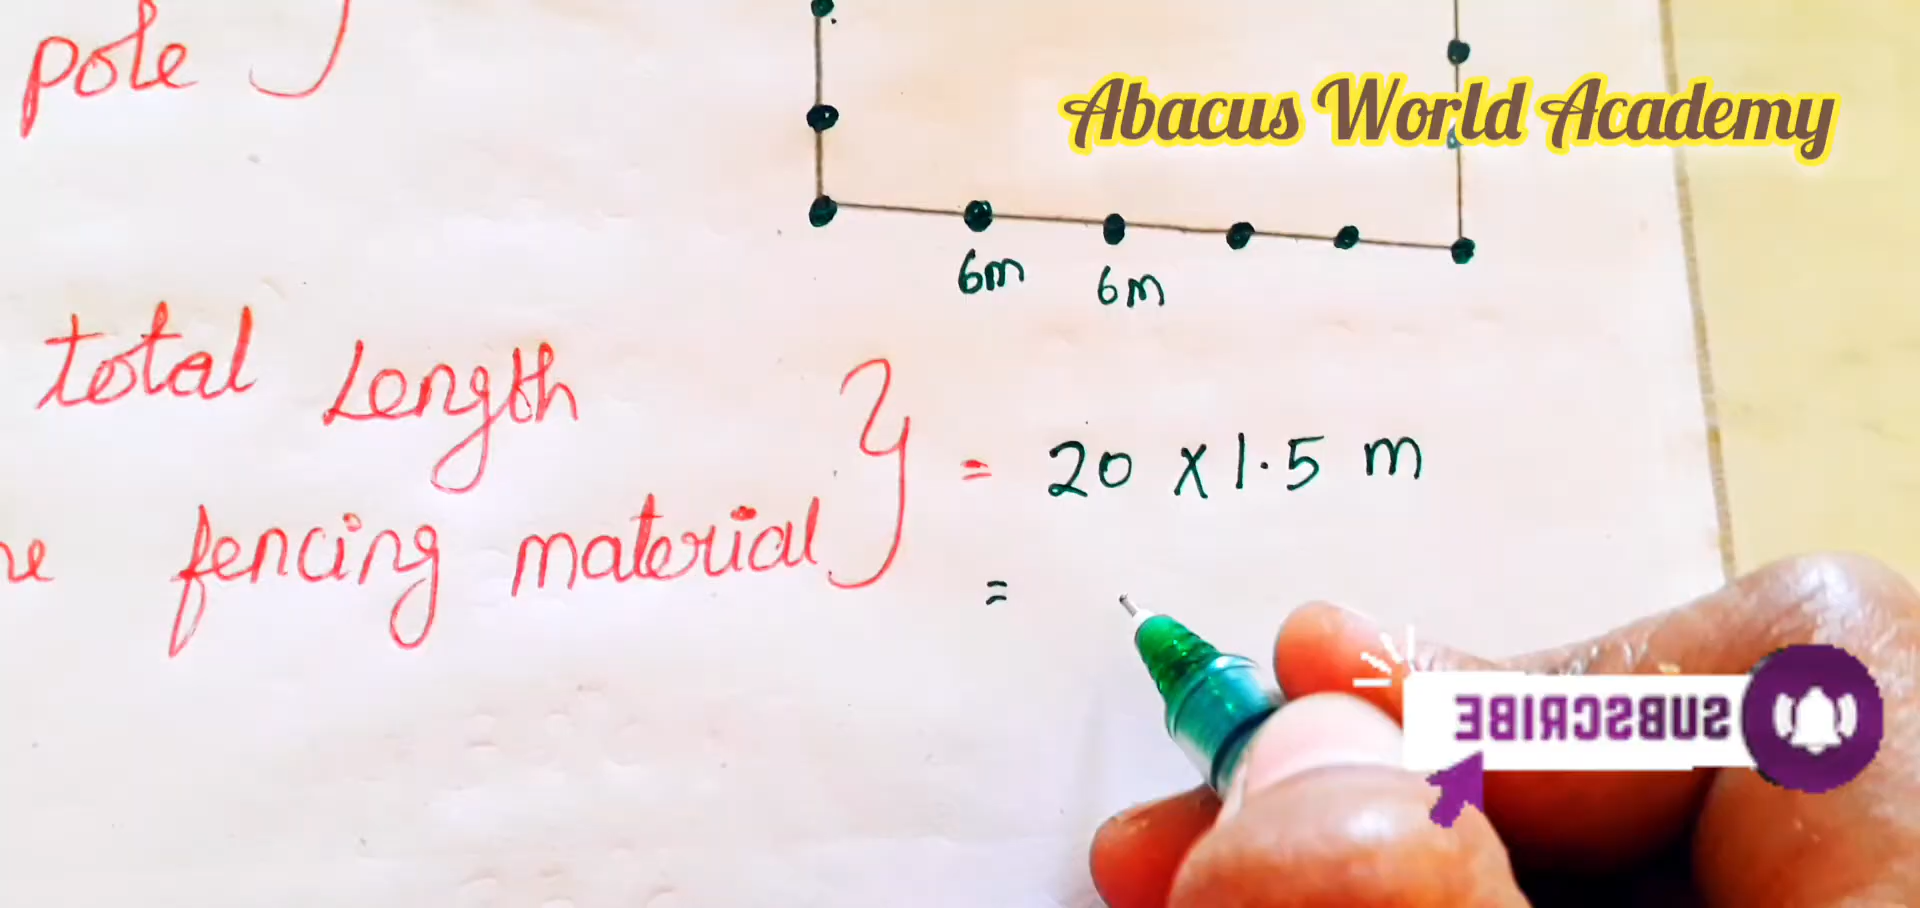 pole
Abacus World Academy
6m 6m
total Length
fencing material
= 20 x 1.5 m
=
SUBSCRIBE